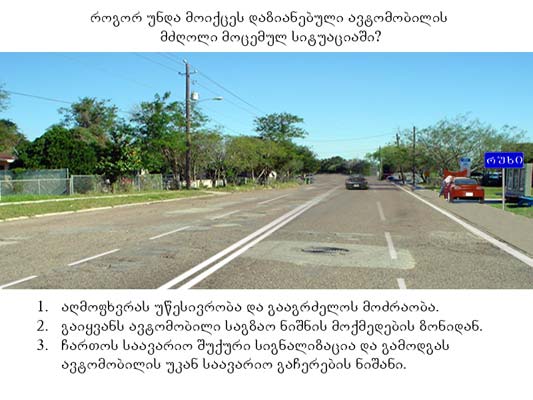 როგორ უნდა მოიქცეს დაზიანებული ავტომობილის
მძღოლი მოცემულ სიტუაციაში?
რუხი
1. აღმოფხვრას უწესივრობა და გააგრძელოს მოძრაობა.
2. გაიყვანს ავტომობილი საგზაო ნიშნის მოქმედების ზონიდან.
3. ჩართოს საავარიო შუქური სიგნალიზაცია და გამოდგას
ავტომობილის უკან საავარიო გაჩერების ნიშანი.